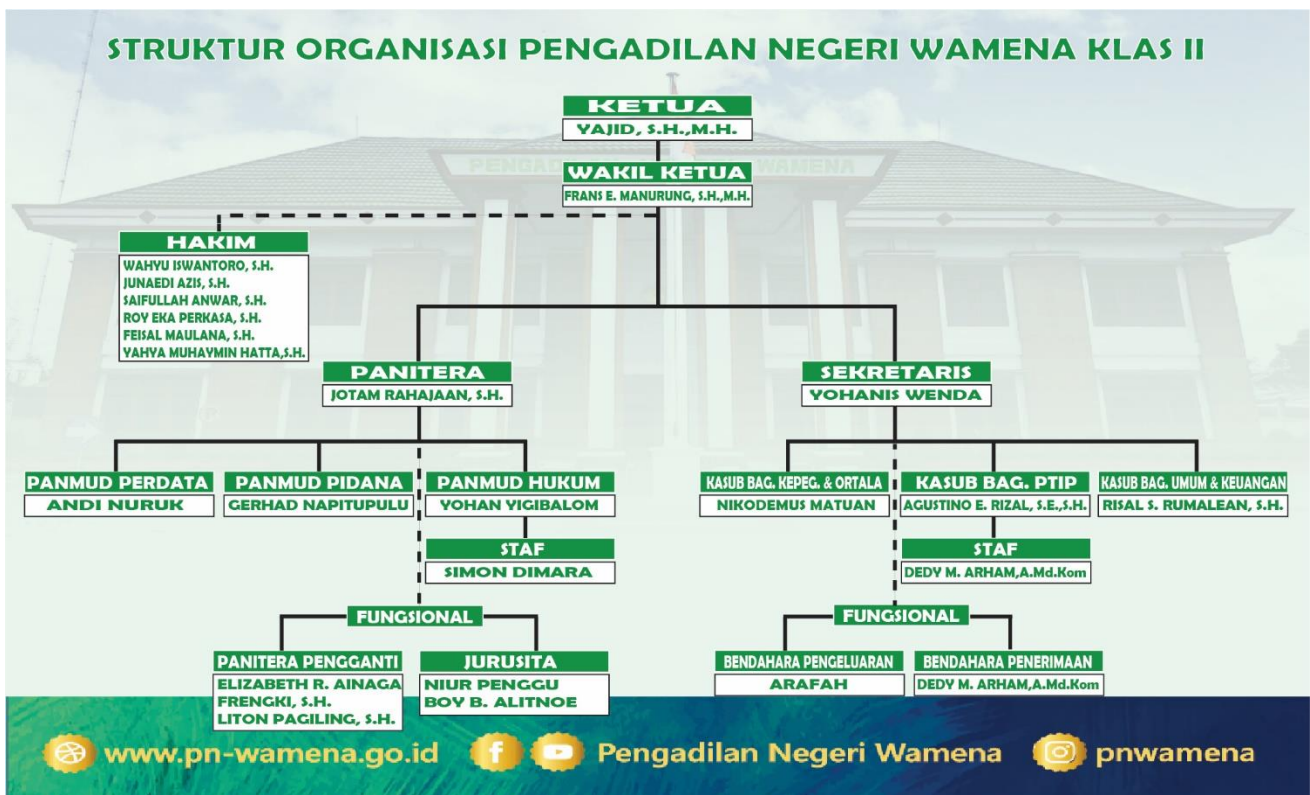 STRUKTUR ORGANISASI PENGADILAN NEGERI WAMENA KLAS II
KETUA
YAJID, S.H.,M.H.
PENGADILAN NEGERI WAMENA
WAKIL KETUA
FRANS E. MANURUNG, S.H.,M.H.
HAKIM
WAHYU ISWANTORO, S.H.
JUNAEDI AZIS, S.H.
SAIFULLAH ANWAR, S.H.
ROY EKA PERKASA, S.H.
FEISAL MAULANA, S.H.
YAHYA MUHAYMIN HATTA,S.H.
PANITERA
JOTAM RAHAJAAN, S.H.
SEKRETARIS
YOHANIS WENDA
PANMUD PERDATA
ANDI NURUK
PANMUD PIDANA
GERHAD NAPITUPULU
PANMUD HUKUM
YOHAN YIGIBALOM
STAF
SIMON DIMARA
KASUB BAG. KEPEG. & ORTALA
NIKODEMUS MATUAN
KASUB BAG. PTIP
AGUSTINO E. RIZAL, S.E.,S.H.
KASUB BAG. UMUM & KEUANGAN
RISAL S. RUMALEAN, S.H.
STAF
DEDY M. ARHAM,A.Md.Kom
FUNGSIONAL
PANITERA PENGGANTI
ELIZABETH R. AINAGA
FRENGKI, S.H.
LITON PAGILING, S.H.
JURUSITA
NIUR PENGGU
BOY B. ALITNOE
FUNGSIONAL
BENDAHARA PENGELUARAN
ARAFAH
BENDAHARA PENERIMAAN
DEDY M. ARHAM,A.Md.Kom
www.pn-wamena.go.id
Pengadilan Negeri Wamena
pnwamena